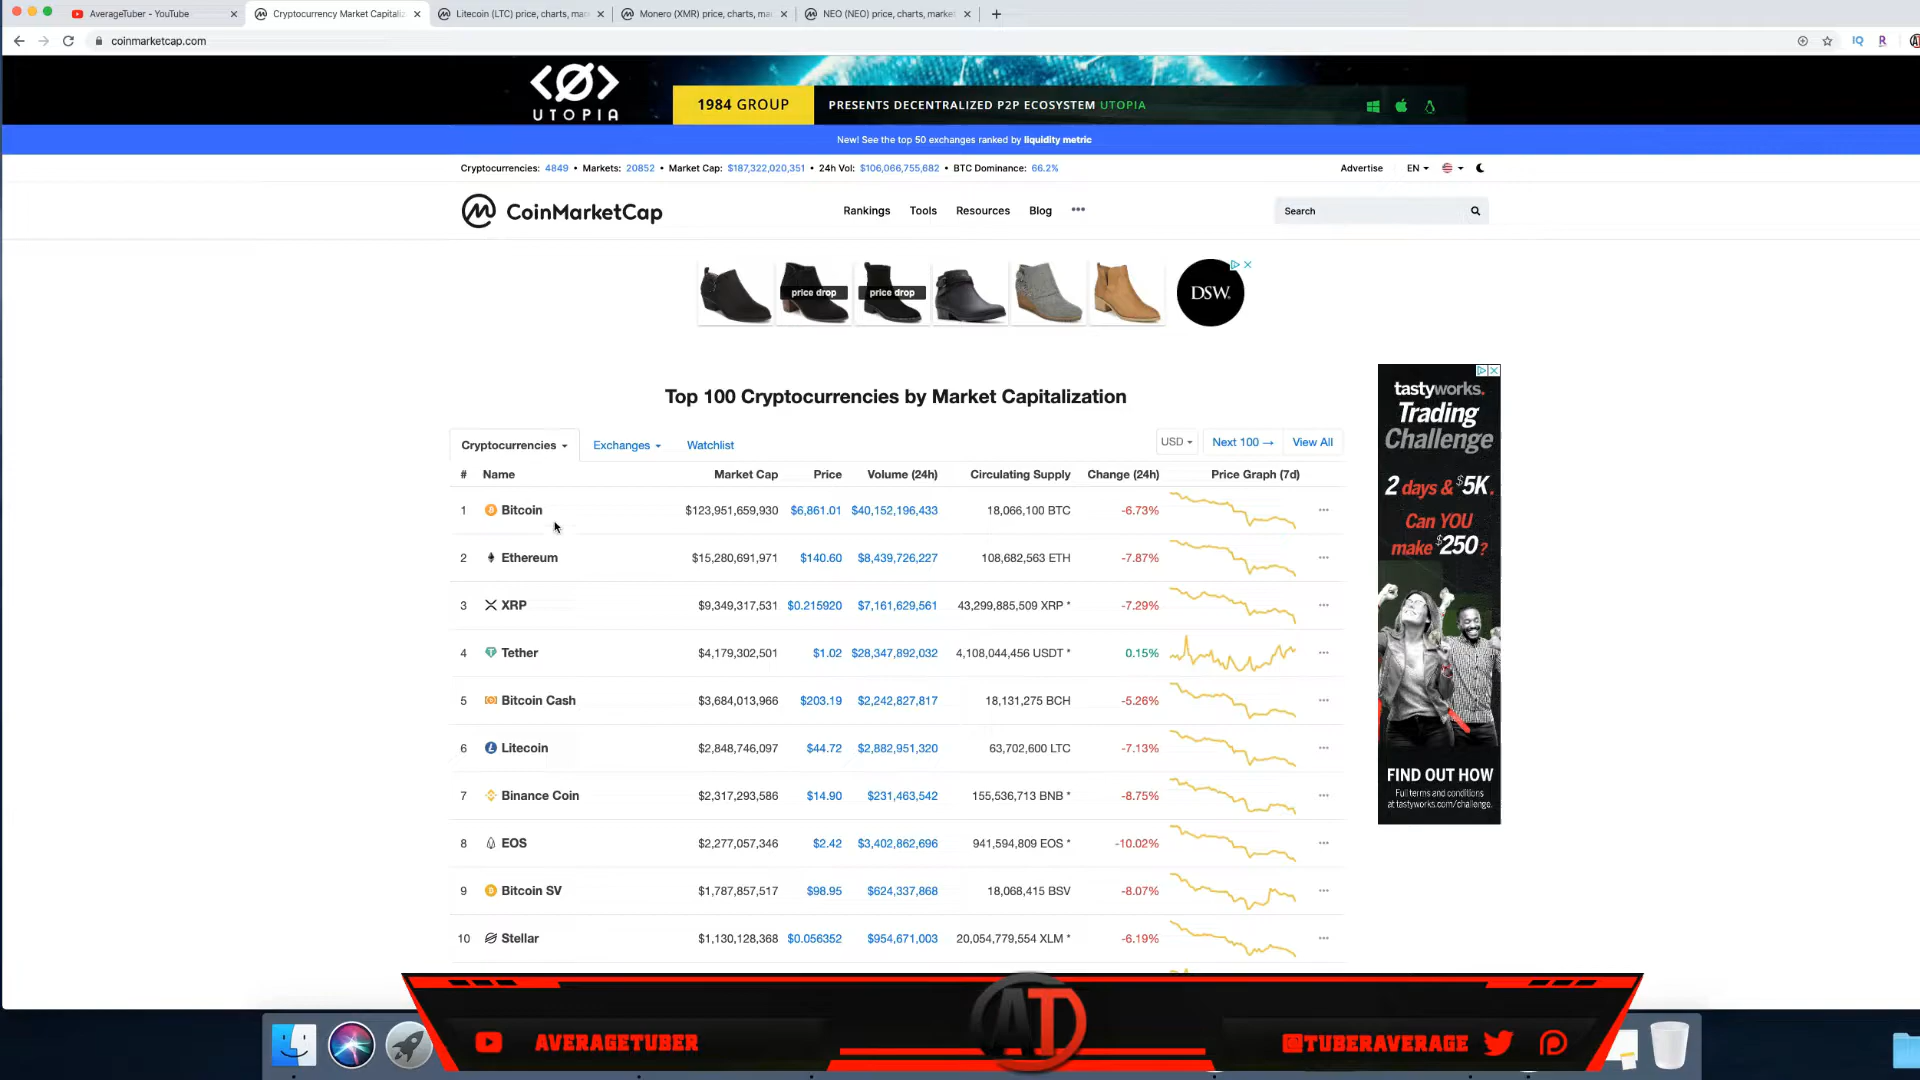 AverageTuber - YouTube
Cryptocurrency Market Capitaliz
Litecoin (LTC) price, charts, ma
Monero (XMR) price, charts, ma
NEO (NEO) price, charts, market
coinmarketcap.com
IQ
R
UTOPIA
1984 GROUP
PRESENTS DECENTRALIZED P2P ECOSYSTEM UTOPIA
New! See the top 50 exchanges ranked by liquidity metric
Cryptocurrencies: 4849 • Markets: 20852 • Market Cap: $187,322,020,351 • 24h Vol: $106,066,755,682 • BTC Dominance: 66.2%
Advertise EN
CoinMarketCap
Rankings Tools Resources Blog •••
Search
price drop
price drop
DSW.
Top 100 Cryptocurrencies by Market Capitalization
Cryptocurrencies Exchanges Watchlist
USD Next 100 → View All
# Name Market Cap Price Volume (24h) Circulating Supply Change (24h) Price Graph (7d)
1 Bitcoin $123,951,659,930 $6,861.01 $40,152,196,433 18,066,100 BTC -6.73%
2 Ethereum $15,280,691,971 $140.60 $8,439,726,227 108,682,563 ETH -7.87%
3 XRP $9,349,317,531 $0.215920 $7,161,629,561 43,299,885,509 XRP * -7.29%
4 Tether $4,179,302,501 $1.02 $28,347,892,032 4,108,044,456 USDT * 0.15%
5 Bitcoin Cash $3,684,013,966 $203.19 $2,242,827,817 18,131,275 BCH -5.26%
6 Litecoin $2,848,746,097 $44.72 $2,882,951,320 63,702,600 LTC -7.13%
7 Binance Coin $2,317,293,586 $14.90 $231,463,542 155,536,713 BNB * -8.75%
8 EOS $2,277,057,346 $2.42 $3,402,862,696 941,594,809 EOS * -10.02%
9 Bitcoin SV $1,787,857,517 $98.95 $624,337,868 18,068,415 BSV -8.07%
10 Stellar $1,130,128,368 $0.056352 $954,671,003 20,054,779,554 XLM * -6.19%
tastyworks.
Trading
Challenge
2 days & $5K.
Can YOU
make $250?
FIND OUT HOW
Full terms and conditions
at tastyworks.com/challenge.
AVERAGETUBER
AT
@TUBERAVERAGE